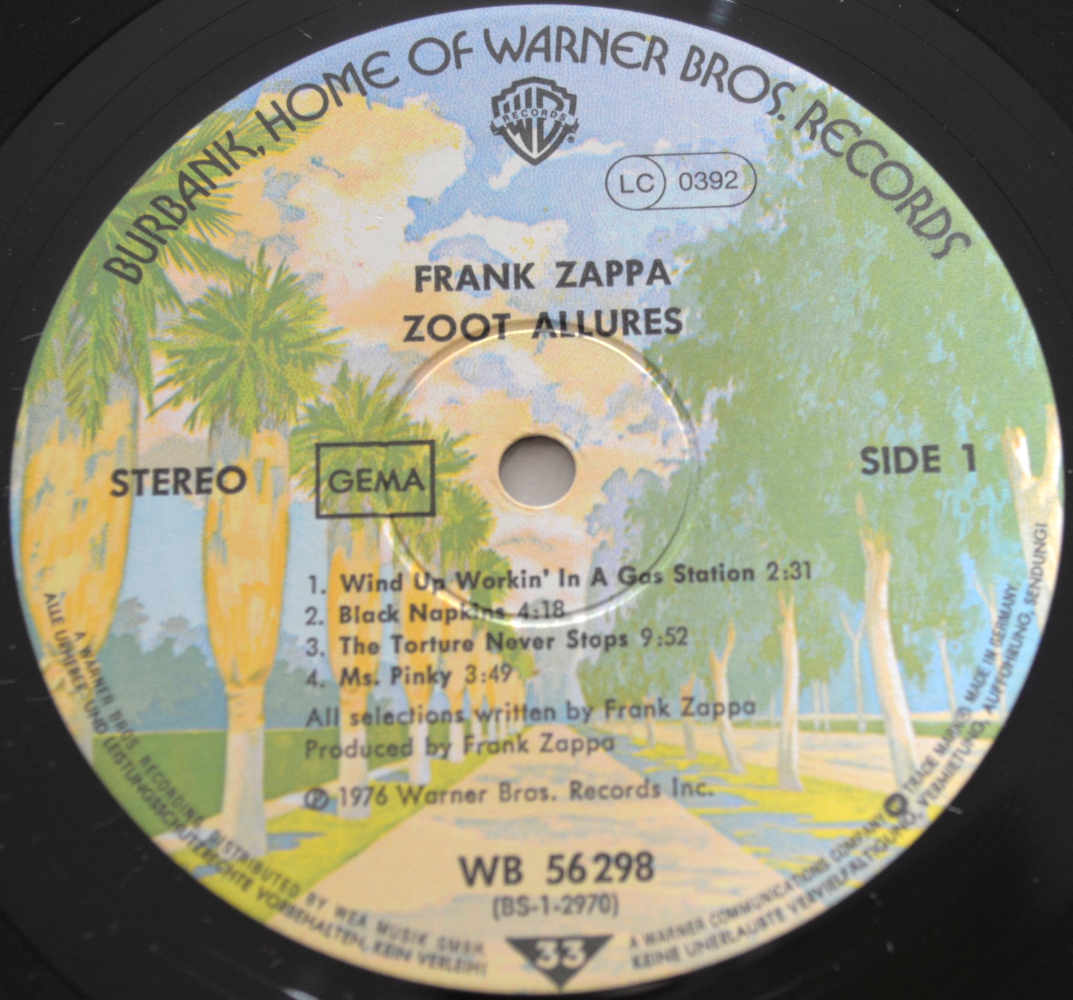 BURBANK, HOME OF WARNER BROS. RECORDS
WB
RECORDS
®
LC 0392
FRANK ZAPPA
ZOOT ALLURES
STEREO
GEMA
SIDE 1
1. Wind Up Workin' In A Gas Station 2:31
2. Black Napkins 4:18
3. The Torture Never Stops 9:52
4. Ms. Pinky 3:49
All selections written by Frank Zappa
Produced by Frank Zappa
℗ 1976 Warner Bros. Records Inc.
WB 56 298
(BS-1-2970)
33
A WARNER BROS. RECORDING, DISTRIBUTED BY WEA MUSIK GMBH.
ALLE URHEBER- UND LEISTUNGSSCHUTZRECHTE VORBEHALTEN, KEIN VERLEIH!
A WARNER COMMUNICATIONS COMPANY TRADE MARK MADE IN GERMANY.
KEINE UNERLAUBTE VERVIELFÄLTIGUNG, VERMIETUNG, AUFFÜHRUNG, SENDUNG!